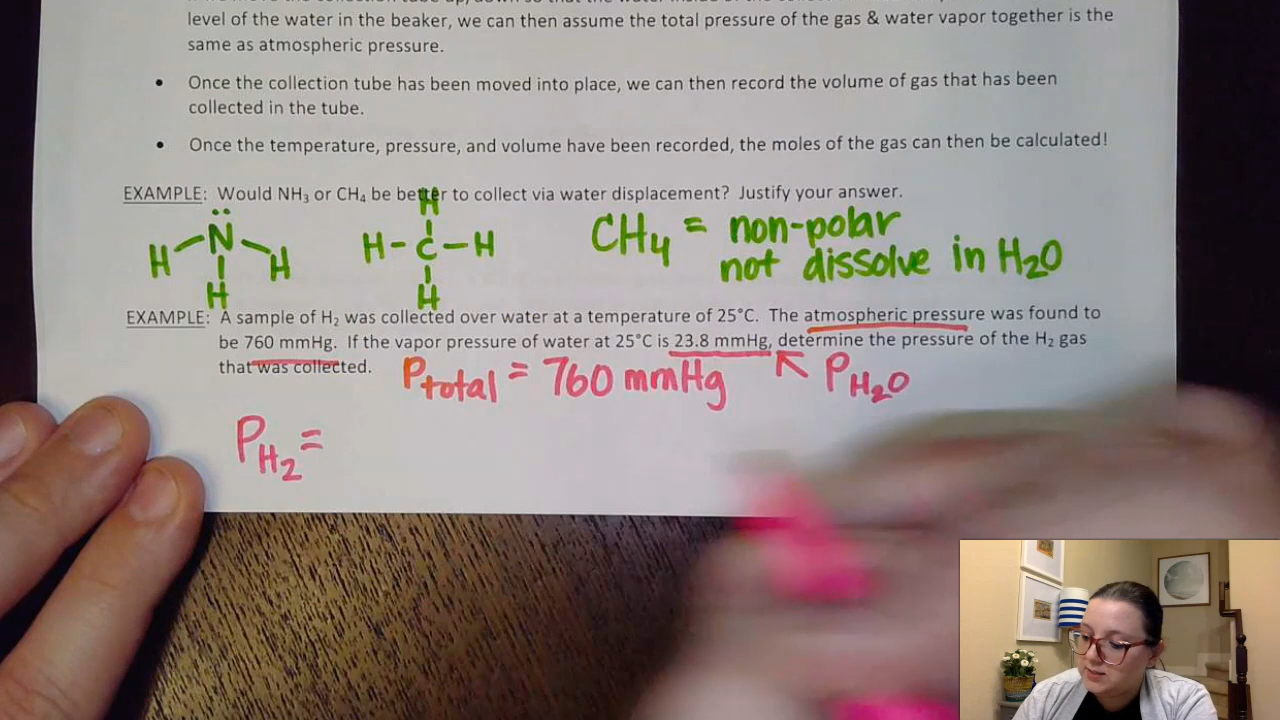 level of the water in the beaker, we can then assume the total pressure of the gas & water vapor together is the
same as atmospheric pressure.
• Once the collection tube has been moved into place, we can then record the volume of gas that has been
collected in the tube.
• Once the temperature, pressure, and volume have been recorded, the moles of the gas can then be calculated!
EXAMPLE: Would NH₃ or CH₄ be better to collect via water displacement? Justify your answer.
H
N
H H
H
H-C-H
H
CH4 = non-polar
not dissolve in H2O
EXAMPLE: A sample of H₂ was collected over water at a temperature of 25°C. The atmospheric pressure was found to
be 760 mmHg. If the vapor pressure of water at 25°C is 23.8 mmHg, determine the pressure of the H₂ gas
that was collected.
Ptotal = 760 mmHg
PH2O
PH2 =